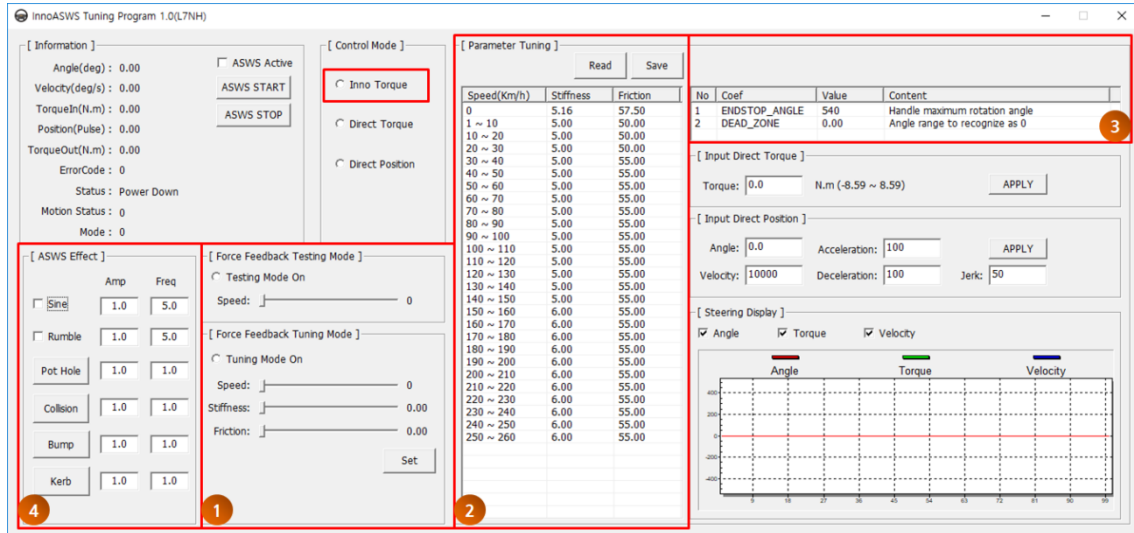 InnoASWS Tuning Program 1.0(L7NH)
[ Information ]
Angle(deg) : 0.00
Velocity(deg/s) : 0.00
TorqueIn(N.m) : 0.00
Position(Pulse) : 0.00
TorqueOut(N.m) : 0.00
ErrorCode : 0
Status : Power Down
Motion Status : 0
Mode : 0
ASWS Active
ASWS START
ASWS STOP
[ Control Mode ]
Inno Torque
Direct Torque
Direct Position
[ ASWS Effect ]
Amp Freq
Sine 1.0 5.0
Rumble 1.0 5.0
Pot Hole 1.0 1.0
Collision 1.0 1.0
Bump 1.0 1.0
Kerb 1.0 1.0
4
[ Force Feedback Testing Mode ]
Testing Mode On
Speed: 0
[ Force Feedback Tuning Mode ]
Tuning Mode On
Speed: 0
Stiffness: 0.00
Friction: 0.00
Set
1
[ Parameter Tuning ]
Read Save
Speed(Km/h) Stiffness Friction
0 5.16 57.50
1 ~ 10 5.00 50.00
10 ~ 20 5.00 50.00
20 ~ 30 5.00 50.00
30 ~ 40 5.00 55.00
40 ~ 50 5.00 55.00
50 ~ 60 5.00 55.00
60 ~ 70 5.00 55.00
70 ~ 80 5.00 55.00
80 ~ 90 5.00 55.00
90 ~ 100 5.00 55.00
100 ~ 110 5.00 55.00
110 ~ 120 5.00 55.00
120 ~ 130 5.00 55.00
130 ~ 140 5.00 55.00
140 ~ 150 5.00 55.00
150 ~ 160 6.00 55.00
160 ~ 170 6.00 55.00
170 ~ 180 6.00 55.00
180 ~ 190 6.00 55.00
190 ~ 200 6.00 55.00
200 ~ 210 6.00 55.00
210 ~ 220 6.00 55.00
220 ~ 230 6.00 55.00
230 ~ 240 6.00 55.00
240 ~ 250 6.00 55.00
250 ~ 260 6.00 55.00
2
No Coef Value Content
1 ENDSTOP_ANGLE 540 Handle maximum rotation angle
2 DEAD_ZONE 0.00 Angle range to recognize as 0
3
[ Input Direct Torque ]
Torque: 0.0 N.m (-8.59 ~ 8.59) APPLY
[ Input Direct Position ]
Angle: 0.0 Acceleration: 100 APPLY
Velocity: 10000 Deceleration: 100 Jerk: 50
[ Steering Display ]
Angle Torque Velocity
Angle Torque Velocity
400
200
0
-200
-400
9 18 27 36 45 54 63 72 81 90 99